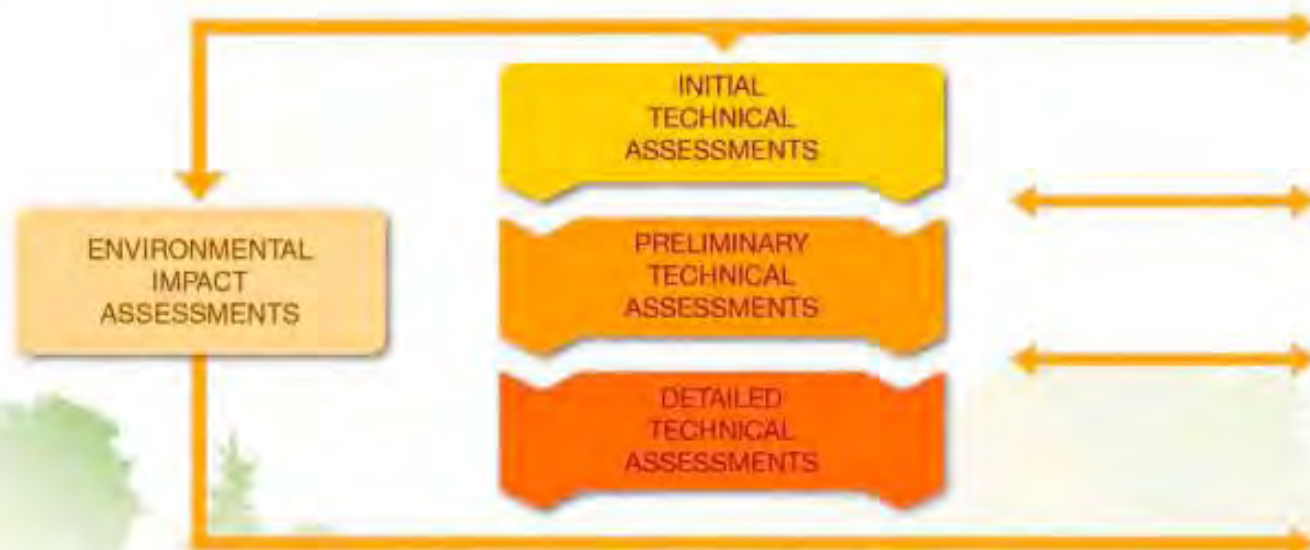 INITIAL
TECHNICAL
ASSESSMENTS
ENVIRONMENTAL
IMPACT
ASSESSMENTS
PRELIMINARY
TECHNICAL
ASSESSMENTS
DETAILED
TECHNICAL
ASSESSMENTS